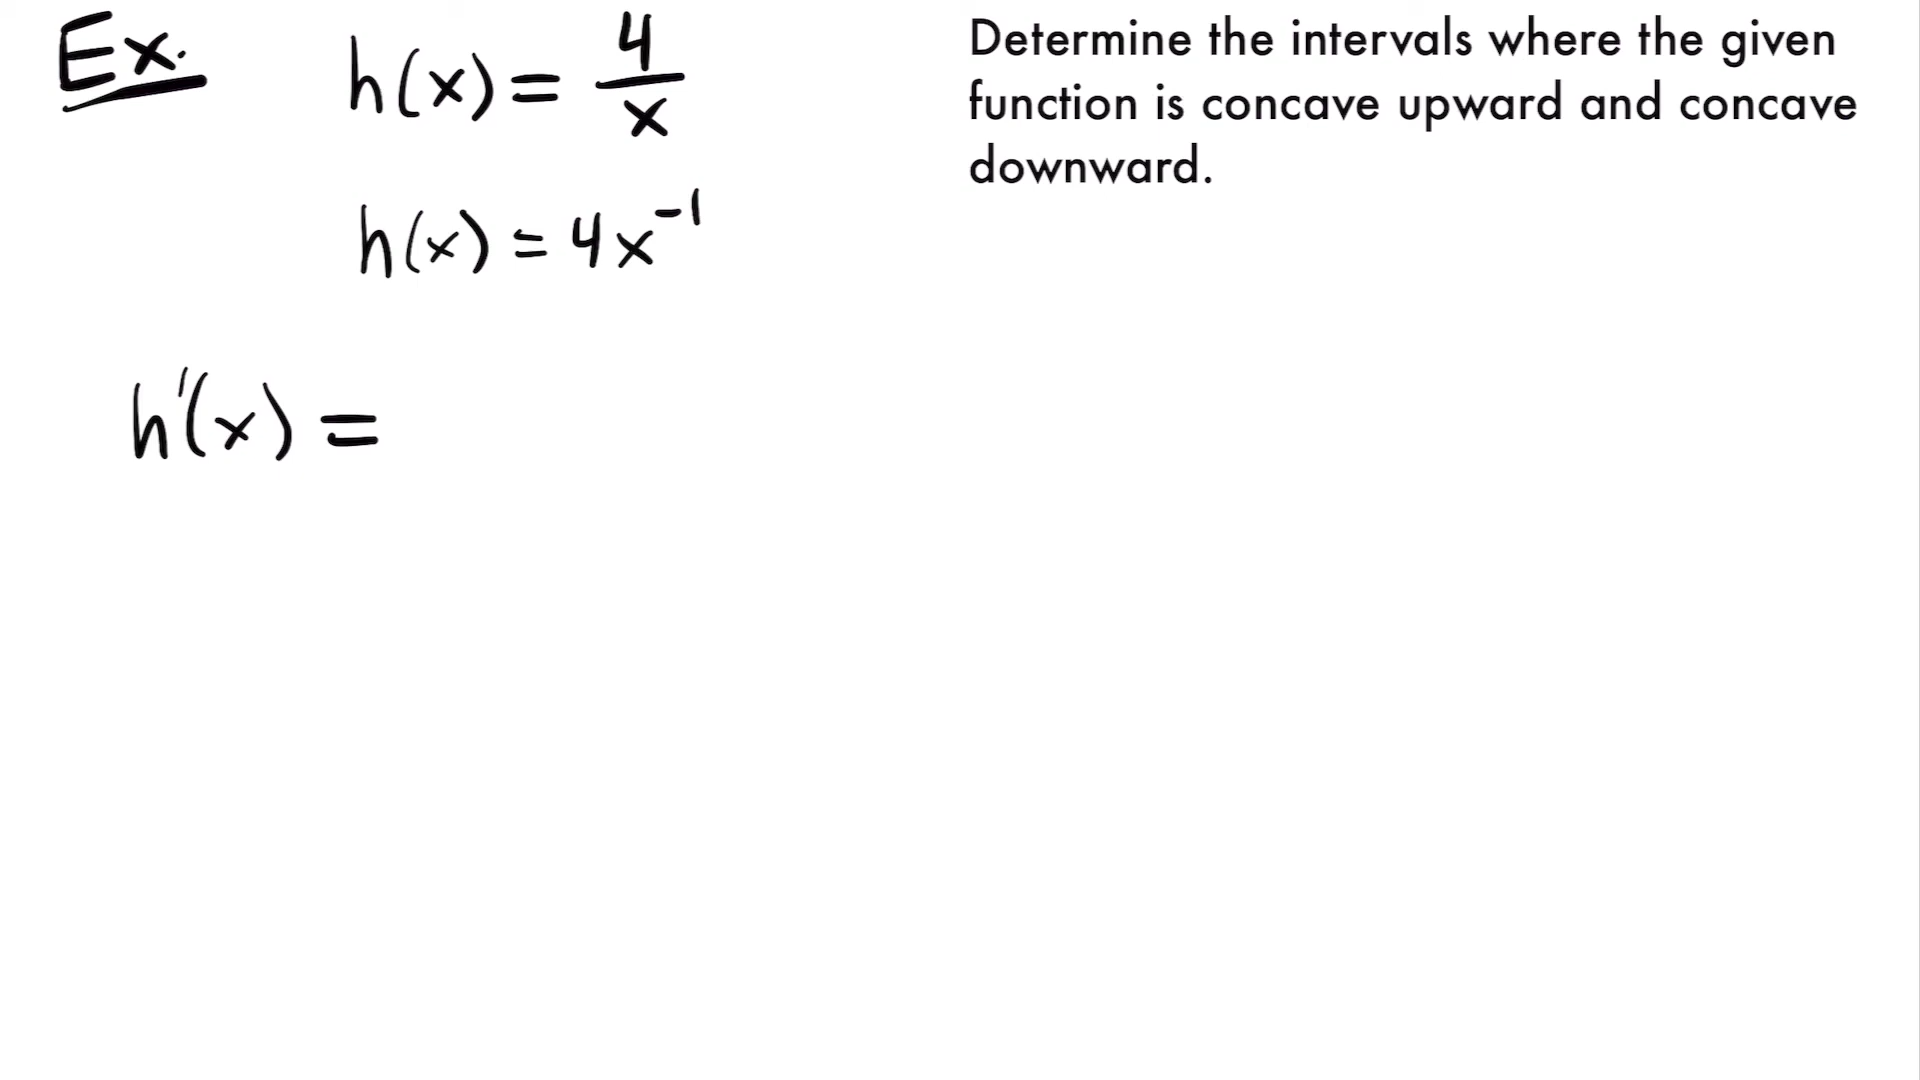 Ex.
h(x) = 4/x
h(x) = 4x⁻¹
h'(x) =
Determine the intervals where the given
function is concave upward and concave
downward.